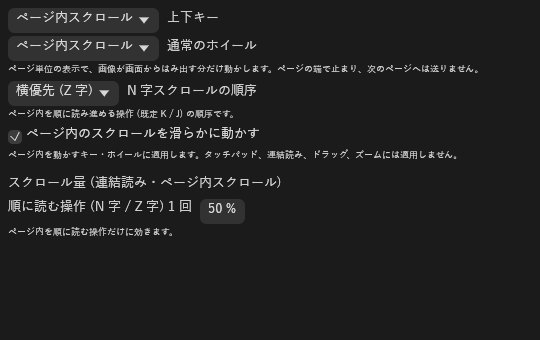 ページ内スクロール ▼ 上下キー
ページ内スクロール ▼ 通常のホイール
ページ単位の表示で、画像が画面からはみ出す分だけ動かします。ページの端で止まり、次のページへは送りません。
横優先 (Z 字) ▼ N 字スクロールの順序
ページ内を順に読み進める操作 (既定 K / J) の順序です。
ページ内のスクロールを滑らかに動かす
ページ内を動かすキー・ホイールに適用します。タッチパッド、連結読み、ドラッグ、ズームには適用しません。
スクロール量 (連結読み・ページ内スクロール)
順に読む操作 (N 字 / Z 字) 1 回 50 %
ページ内を順に読む操作だけに効きます。